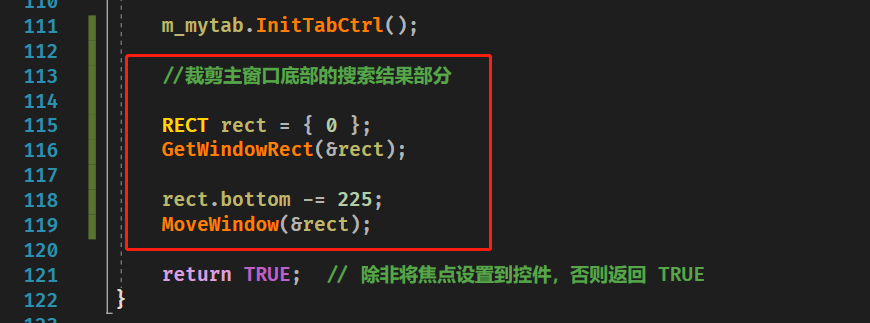 110
111 m_mytab.InitTabCtrl();
112
113 //裁剪主窗口底部的搜索结果部分
114
115 RECT rect = { 0 };
116 GetWindowRect(&rect);
117
118 rect.bottom -= 225;
119 MoveWindow(&rect);
120
121 return TRUE;  // 除非将焦点设置到控件，否则返回 TRUE
122 }
123